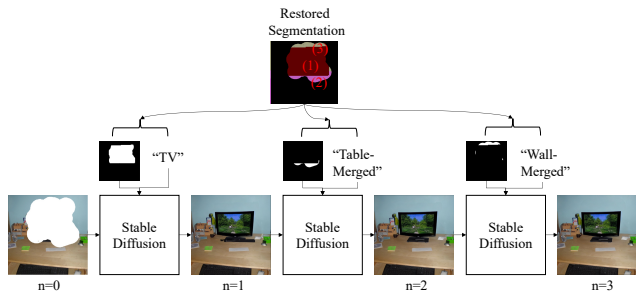 Restored
Segmentation
(3)
(1)
(2)
“TV”
“Table-
Merged”
“Wall-
Merged”
Stable
Diffusion
Stable
Diffusion
Stable
Diffusion
n=0
n=1
n=2
n=3